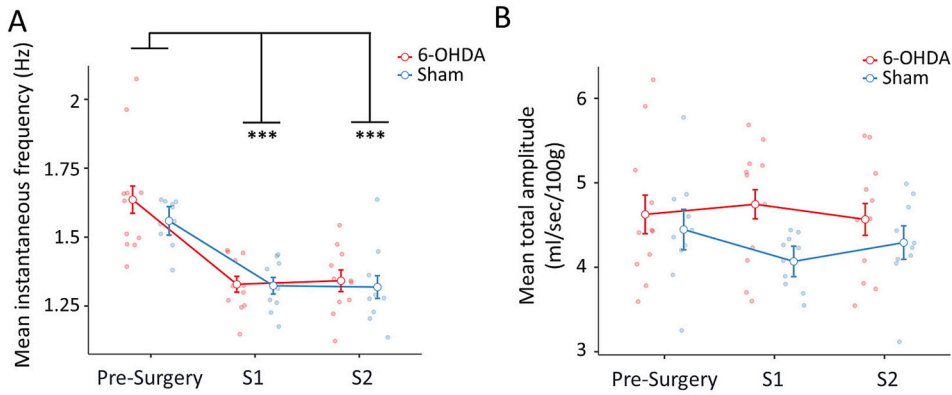 A
Mean instantaneous frequency (Hz)
2
1.75
1.5
1.25
Pre-Surgery
S1
S2
6-OHDA
Sham
***
***
B
Mean total amplitude
(ml/sec/100g)
6
5
4
3
Pre-Surgery
S1
S2
6-OHDA
Sham